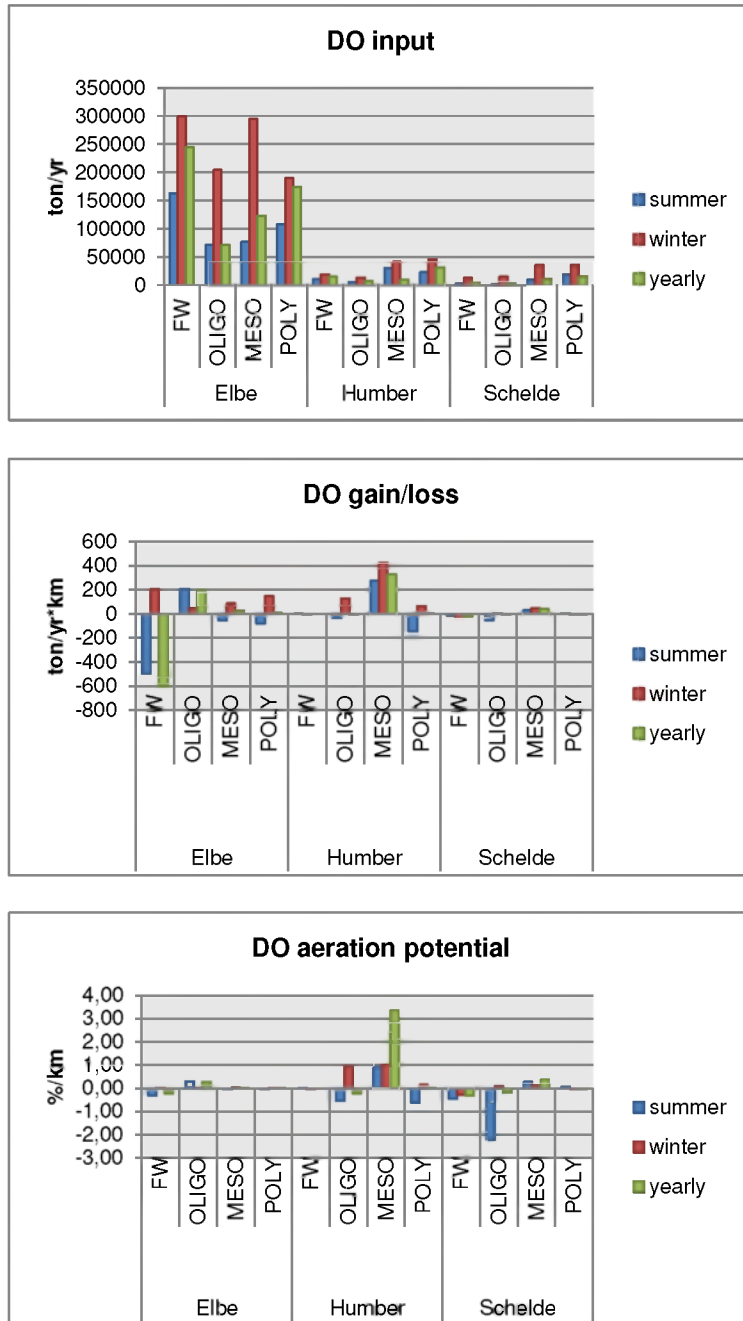 DO input
350000
300000
250000
200000
150000
100000
50000
0
ton/yr
FW
OLIGO
MESO
POLY
FW
OLIGO
MESO
POLY
FW
OLIGO
MESO
POLY
Elbe
Humber
Schelde
summer
winter
yearly
DO gain/loss
600
400
200
0
-200
-400
-600
-800
ton/yr*km
FW
OLIGO
MESO
POLY
FW
OLIGO
MESO
POLY
FW
OLIGO
MESO
POLY
Elbe
Humber
Schelde
summer
winter
yearly
DO aeration potential
4,00
3,00
2,00
1,00
0,00
-1,00
-2,00
-3,00
%/km
FW
OLIGO
MESO
POLY
FW
OLIGO
MESO
POLY
FW
OLIGO
MESO
POLY
Elbe
Humber
Schelde
summer
winter
yearly